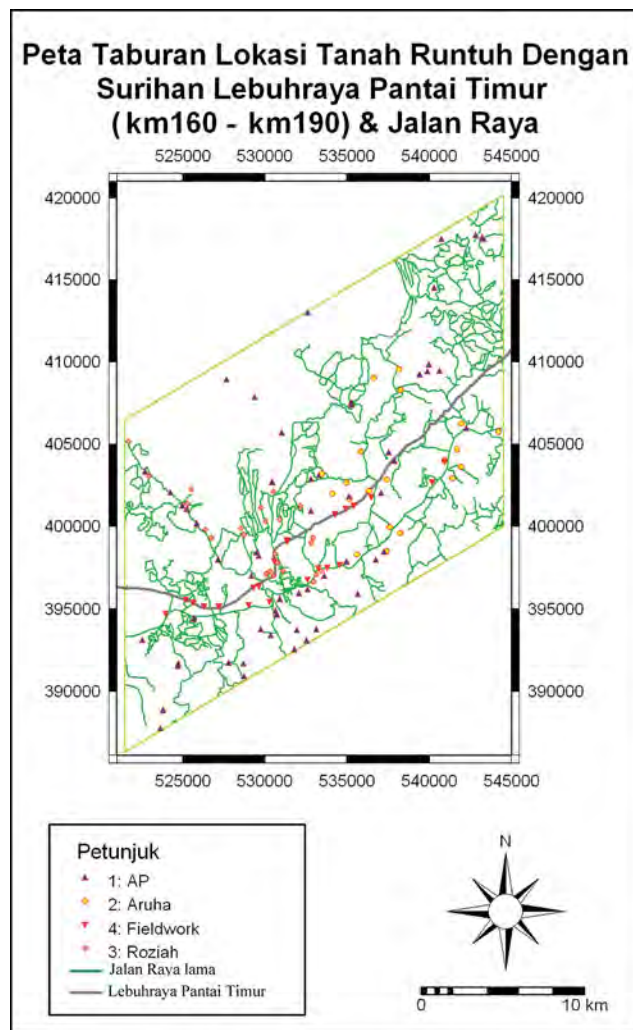 Peta Taburan Lokasi Tanah Runtuh Dengan
Surihan Lebuhraya Pantai Timur
(km160 - km190) & Jalan Raya
525000 530000 535000 540000 545000
420000 420000
415000 415000
410000 410000
405000 405000
400000 400000
395000 395000
390000 390000
525000 530000 535000 540000 545000
Petunjuk
1: AP
2: Aruha
4: Fieldwork
3: Roziah
Jalan Raya lama
Lebuhraya Pantai Timur
N
0 10 km